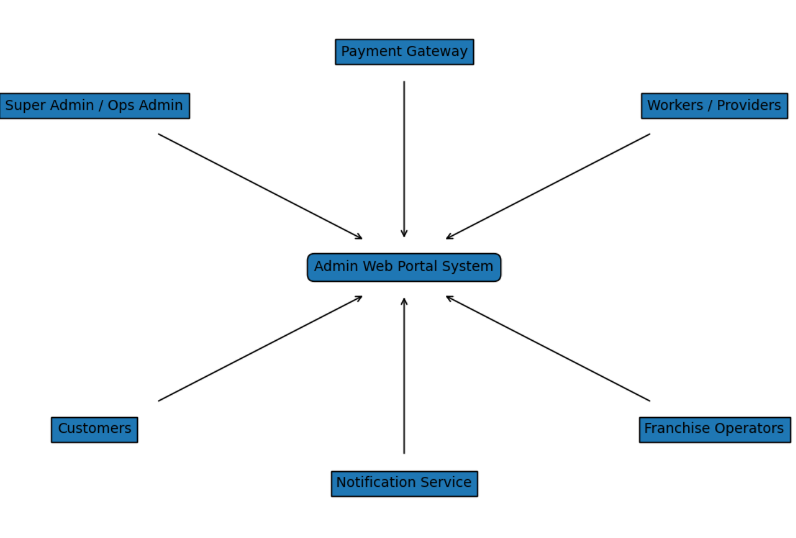 Payment Gateway
Super Admin / Ops Admin
Workers / Providers
Admin Web Portal System
Customers
Franchise Operators
Notification Service